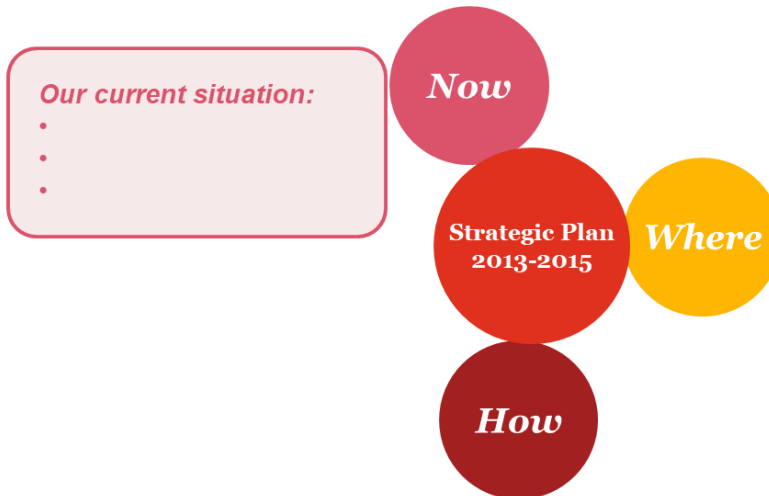 Our current situation:
•
•
•
Now
Strategic Plan
2013-2015
Where
How